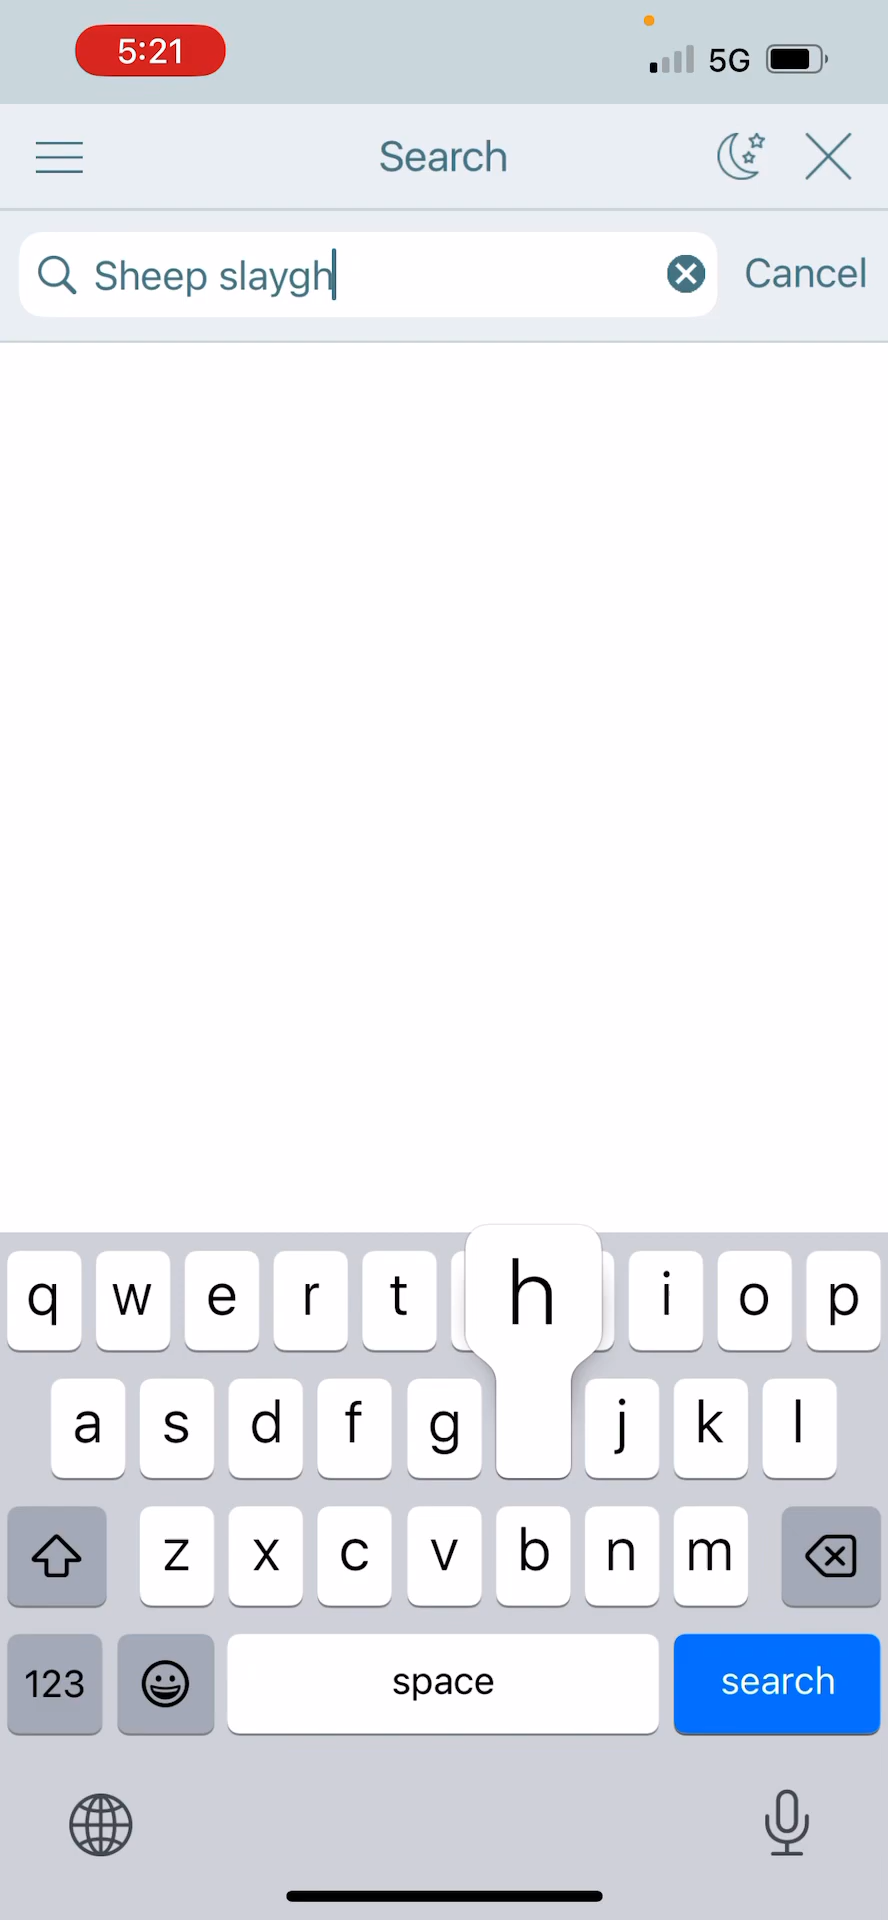 5:21
5G
Search
Sheep slaygh
Cancel
q w e r t h i o p
a s d f g j k l
z x c v b n m
123 space search